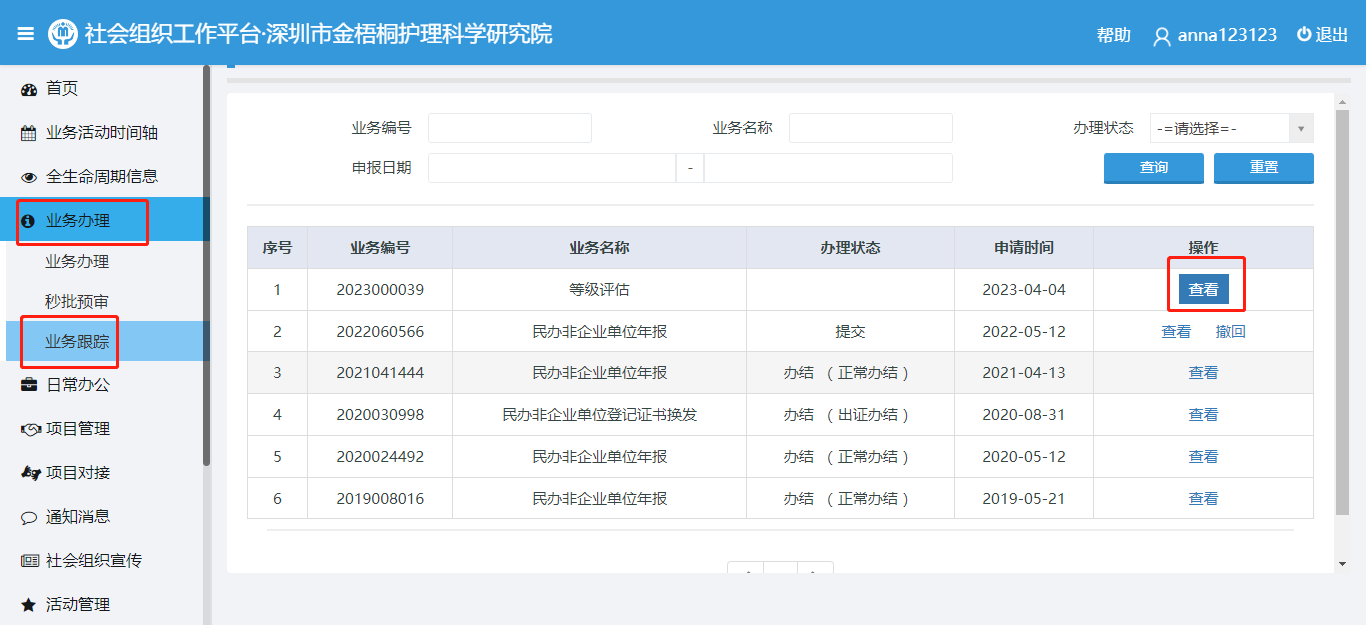 社会组织工作平台·深圳市金梧桐护理科学研究院
帮助 anna123123 退出
首页
业务活动时间轴
全生命周期信息
业务办理
业务办理
秒批预审
业务跟踪
日常办公
项目管理
项目对接
通知消息
社会组织宣传
活动管理
业务编号 业务名称 办理状态 -=请选择=-
申报日期 - 查询 重置
序号 业务编号 业务名称 办理状态 申请时间 操作
1 2023000039 等级评估 2023-04-04 查看
2 2022060566 民办非企业单位年报 提交 2022-05-12 查看 撤回
3 2021041444 民办非企业单位年报 办结 （正常办结） 2021-04-13 查看
4 2020030998 民办非企业单位登记证书换发 办结 （出证办结） 2020-08-31 查看
5 2020024492 民办非企业单位年报 办结 （正常办结） 2020-05-12 查看
6 2019008016 民办非企业单位年报 办结 （正常办结） 2019-05-21 查看